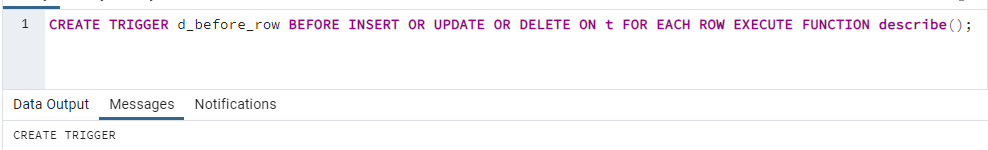 1 CREATE TRIGGER d_before_row BEFORE INSERT OR UPDATE OR DELETE ON t FOR EACH ROW EXECUTE FUNCTION describe();
Data Output Messages Notifications
CREATE TRIGGER